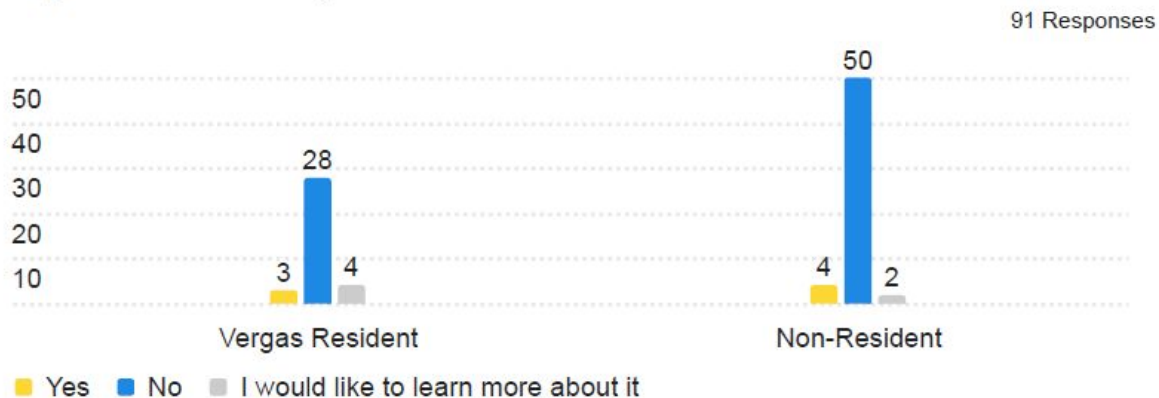 91 Responses
50
50
40
28
30
20
3
4
4
2
10
Vergas Resident
Non-Resident
Yes No I would like to learn more about it